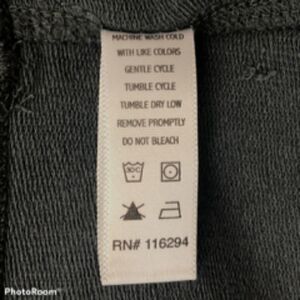 MACHINE WASH COLD
WITH LIKE COLORS
GENTLE CYCLE
TUMBLE CYCLE
TUMBLE DRY LOW
REMOVE PROMPTLY
DO NOT BLEACH
30C
RN# 116294
PhotoRoom